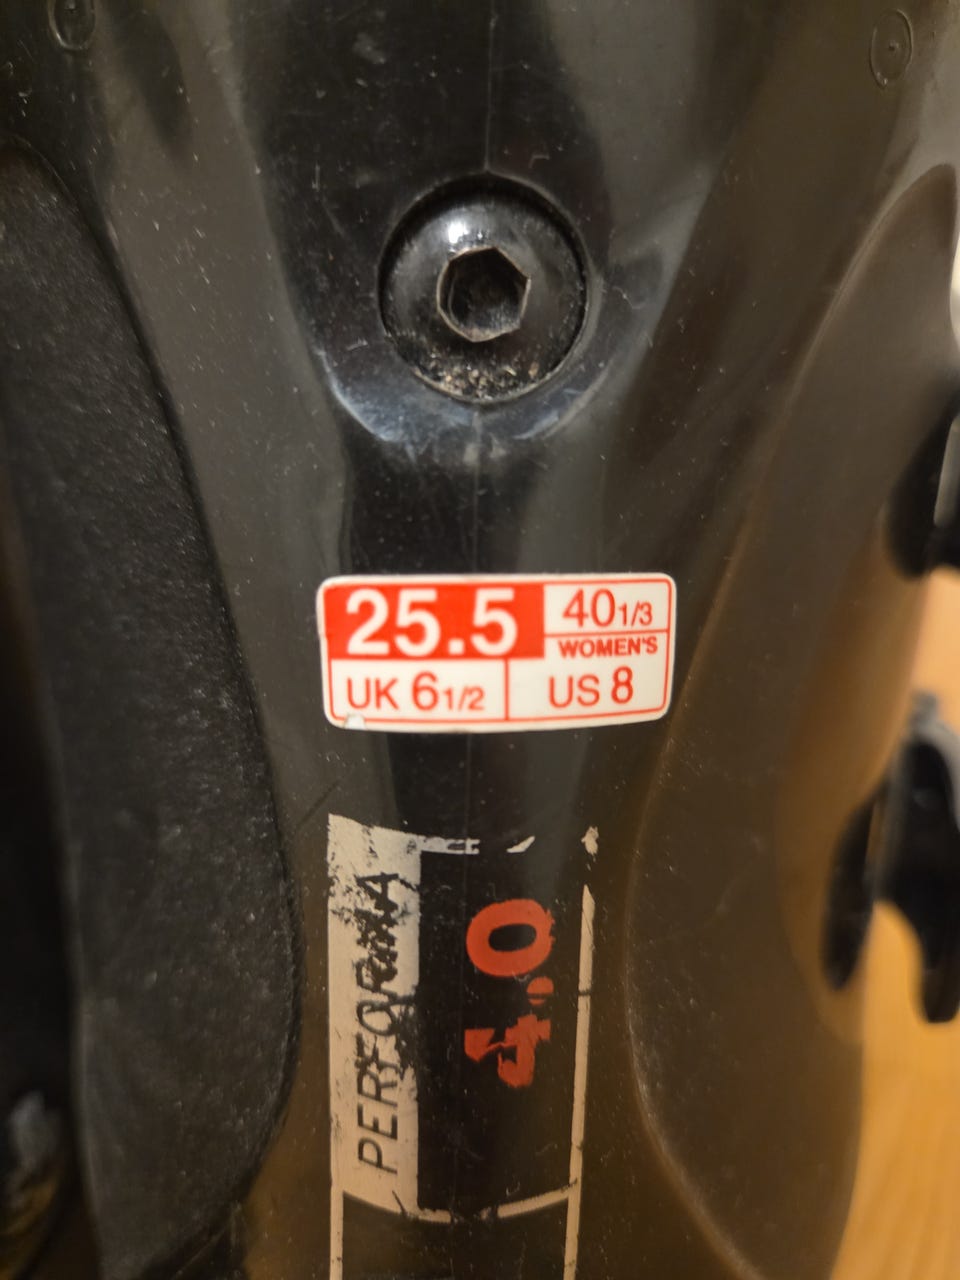 25.5 40 1/3
WOMEN'S
UK 6 1/2 US 8
PERFORMA
4.0